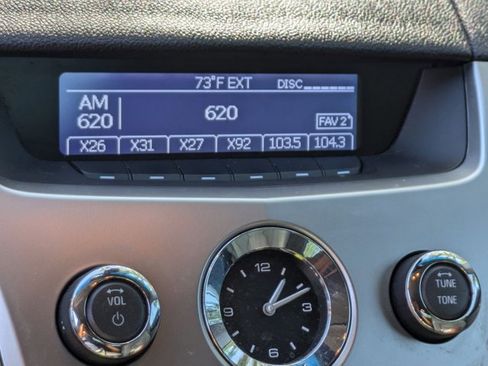 73°F EXT DISC_ _ _ _ _ _
AM
620
620
FAV 2
X26 X31 X27 X92 103.5 104.3
VOL
12
3
6
9
TUNE
TONE